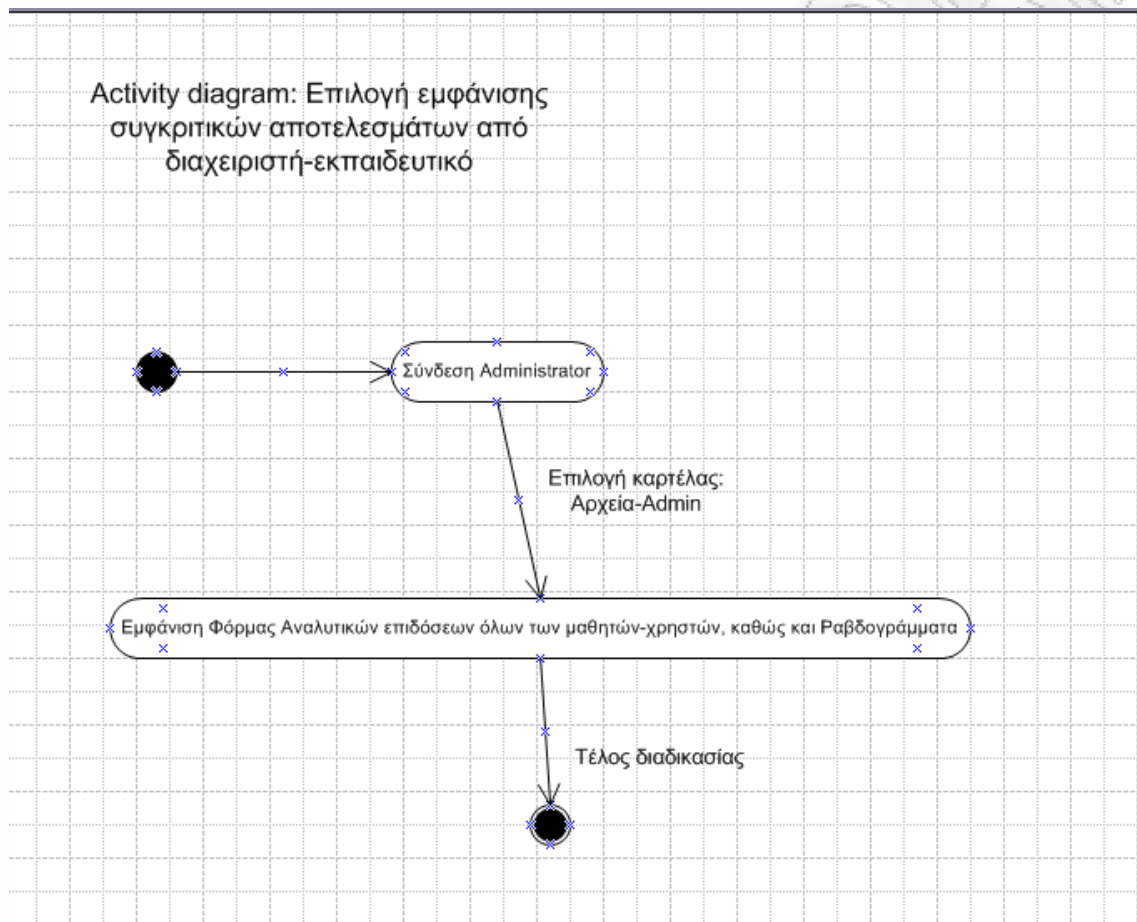 Activity diagram: Επιλογή εμφάνισης
συγκριτικών αποτελεσμάτων από
διαχειριστή-εκπαιδευτικό
Σύνδεση Administrator
Επιλογή καρτέλας:
Αρχεία-Admin
Εμφάνιση Φόρμας Αναλυτικών επιδόσεων όλων των μαθητών-χρηστών, καθώς και Ραβδογράμματα
Τέλος διαδικασίας